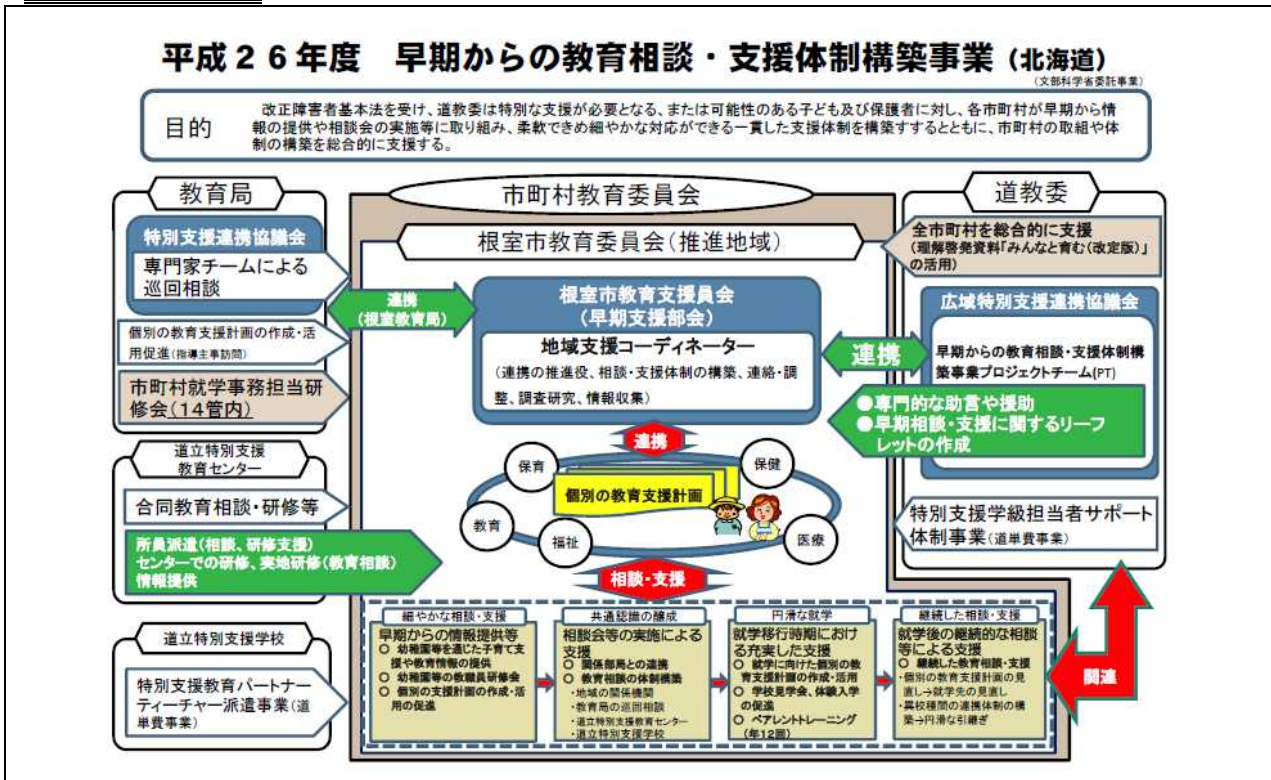 平成26年度 早期からの教育相談・支援体制構築事業(北海道)
(文部科学省委託事業)
目的
改正障害者基本法を受け、道教委は特別な支援が必要となる、または可能性のある子ども及び保護者に対し、各市町村が早期から情
報の提供や相談会の実施等に取り組み、柔軟できめ細やかな対応ができる一貫した支援体制を構築すするとともに、市町村の取組や体
制の構築を総合的に支援する。
教育局
特別支援連携協議会
専門家チームによる
巡回相談
個別の教育支援計画の作成・活
用促進(指導主事訪問)
市町村就学事務担当研
修会(14管内)
道立特別支援
教育センター
合同教育相談・研修等
所員派遣(相談、研修支援)
センターでの研修、実地研修(教育相談)
情報提供
道立特別支援学校
特別支援教育パートナー
ティーチャー派遣事業(道
単費事業)
市町村教育委員会
根室市教育委員会(推進地域)
連携
(根室教育局)
根室市教育支援員会
(早期支援部会)
地域支援コーディネーター
(連携の推進役、相談・支援体制の構築、連絡・調
整、調査研究、情報収集)
連携
保育
保健
個別の教育支援計画
教育
福祉
医療
相談・支援
細やかな相談・支援
早期からの情報提供等
○ 幼稚園等を通じた子育て支
援や教育情報の提供
○ 幼稚園等の教職員研修会
○ 個別の支援計画の作成・活
用の促進
共通認識の醸成
相談会等の実施による
支援
○ 関係部局との連携
○ 教育相談の体制構築
・地域の関係機関
・教育局の巡回相談
・道立特別支援教育センター
・道立特別支援学校
円滑な就学
就学移行時期におけ
る充実した支援
○ 就学に向けた個別の教
育支援計画の作成・活用
○ 学校見学会、体験入学
の促進
○ ペアレントトレーニング
(年12回)
継続した相談・支援
就学後の継続的な相談
等による支援
○ 継続した教育相談・支援
・個別の教育支援計画の見
直し→就学先の見直し
・異校種間の連携体制の構
築→円滑な引継ぎ
道教委
全市町村を総合的に支援
(理解啓発資料「みんなと育む(改定版)」
の活用)
広域特別支援連携協議会
連携
早期からの教育相談・支援体制構
築事業プロジェクトチーム(PT)
●専門的な助言や援助
●早期相談・支援に関するリーフ
レットの作成
特別支援学級担当者サポート
体制事業(道単費事業)
関連